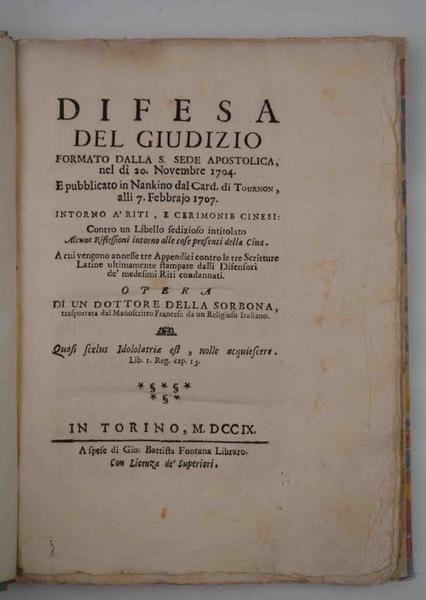 DIFESA
DEL GIUDIZIO
FORMATO DALLA S. SEDE APOSTOLICA,
nel dì 20. Novembre 1704.
E pubblicato in Nankino dal Card. di TOURNON,
alli 7. Febbrajo 1707.
INTORNO A' RITI, E CERIMONIE CINESI:
Contro un Libello sedizioso intitolato
Alcune Riflessioni intorno alle cose presenti della Cina.
A cui vengono annesse tre Appendici contro le tre Scritture
Latine ultimamente stampate dalli Difensori
de' medesimi Riti condannati.
OPERA
DI UN DOTTORE DELLA SORBONA,
trasportata dal Manoscritto Francese da un Religioso Italiano.
Quasi scelus Idololatriæ est, nolle acquiescere.
Lib. 1. Reg. cap. 15.
* § * § *
* § *
IN TORINO, M. DCCIX.
A spese di Gio: Battista Fontana Libraro.
Con Licenza de' Superiori.